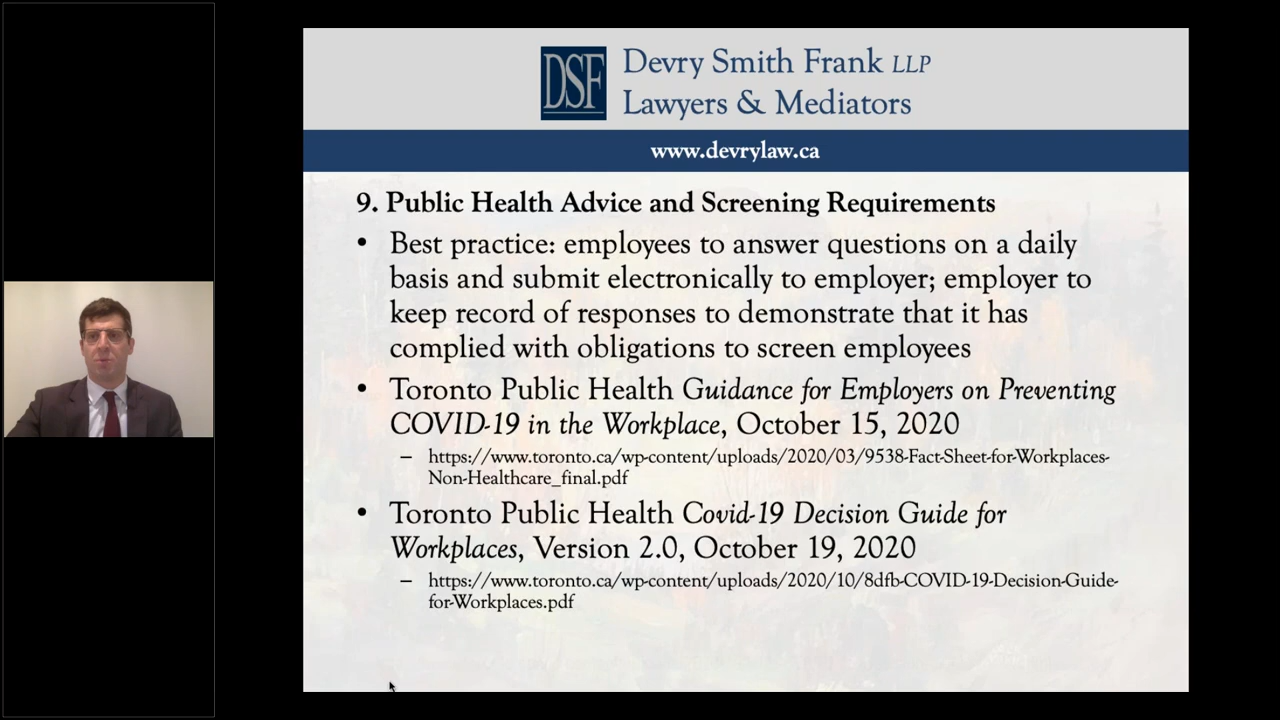 DSF
Devry Smith Frank LLP
Lawyers & Mediators
www.devrylaw.ca
9. Public Health Advice and Screening Requirements
• Best practice: employees to answer questions on a daily
basis and submit electronically to employer; employer to
keep record of responses to demonstrate that it has
complied with obligations to screen employees
• Toronto Public Health Guidance for Employers on Preventing
COVID-19 in the Workplace, October 15, 2020
– https://www.toronto.ca/wp-content/uploads/2020/03/9538-Fact-Sheet-for-Workplaces-
Non-Healthcare_final.pdf
• Toronto Public Health Covid-19 Decision Guide for
Workplaces, Version 2.0, October 19, 2020
– https://www.toronto.ca/wp-content/uploads/2020/10/8dfb-COVID-19-Decision-Guide-
for-Workplaces.pdf